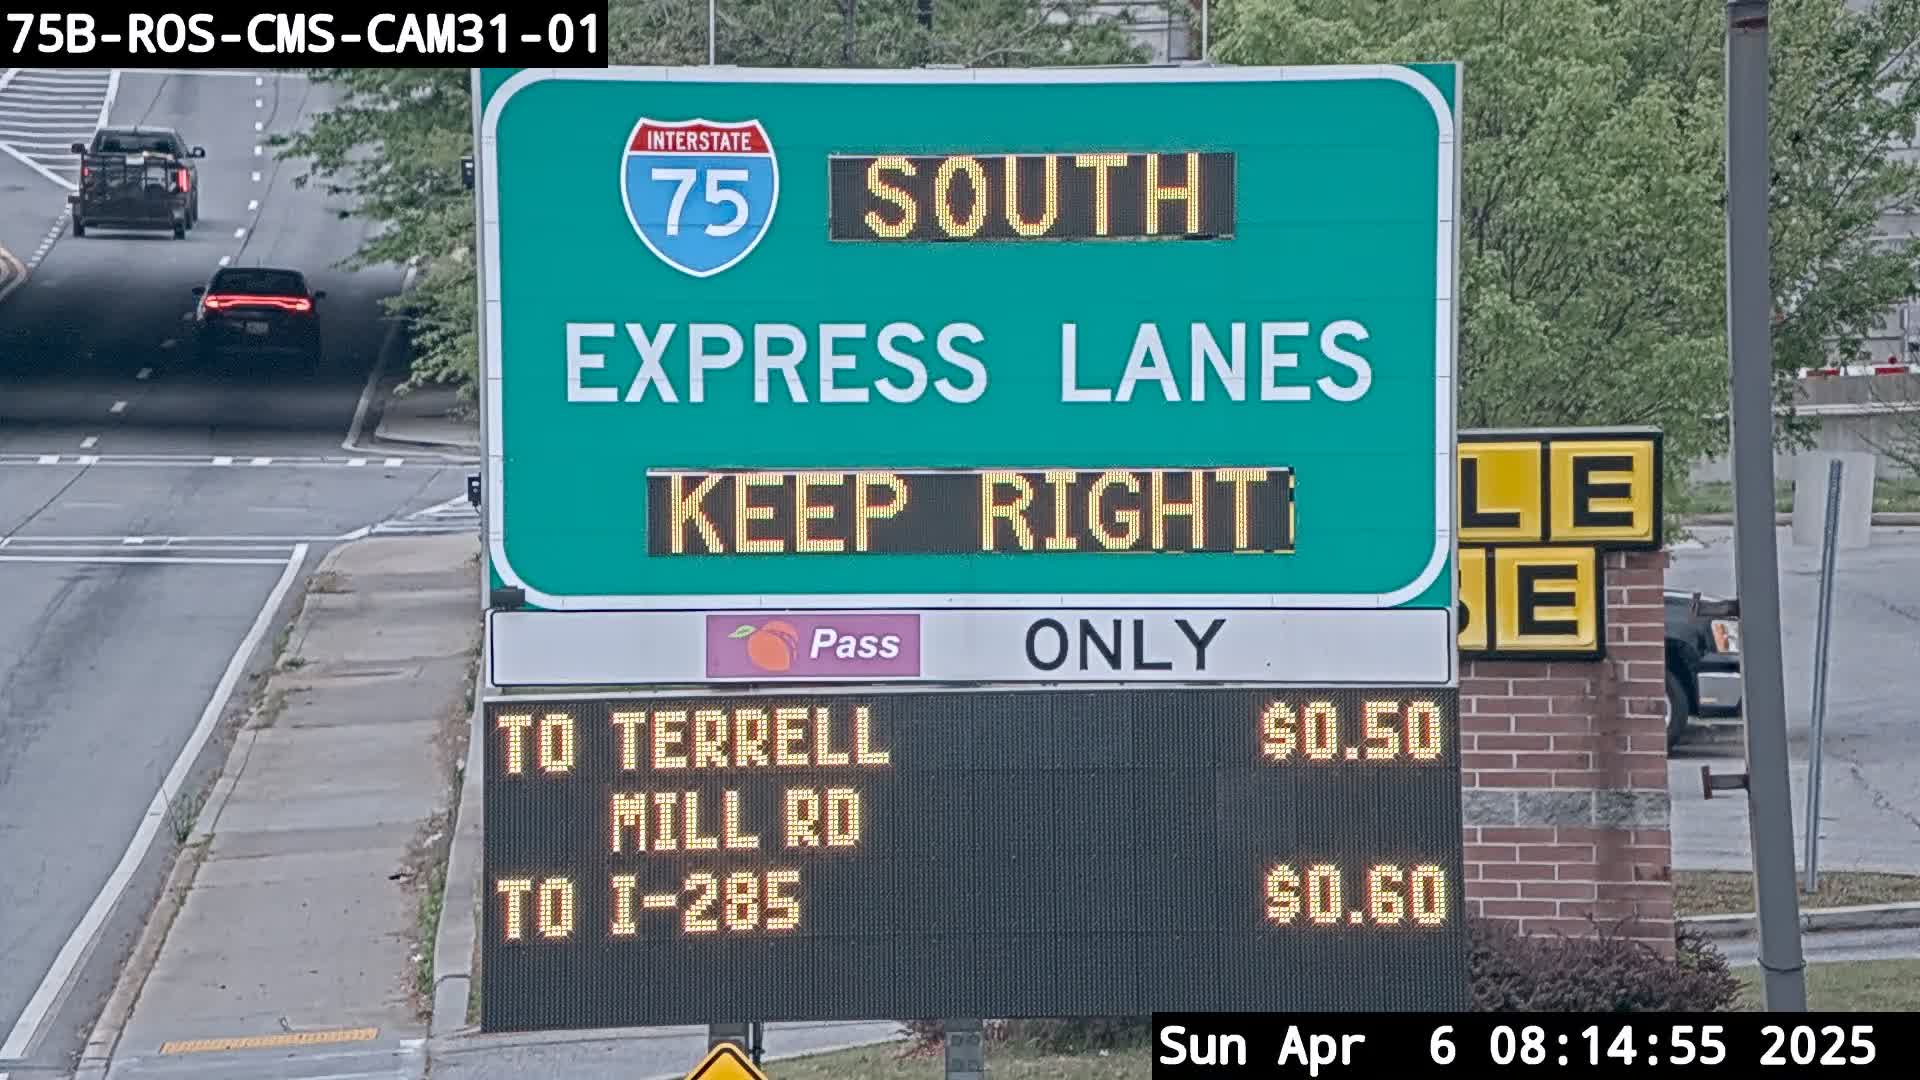 75B-ROS-CMS-CAM31-01
INTERSTATE
75
SOUTH
EXPRESS LANES
KEEP RIGHT
Pass ONLY
TO TERRELL $0.50
MILL RD
TO I-285 $0.60
LE
E
Sun Apr 6 08:14:55 2025